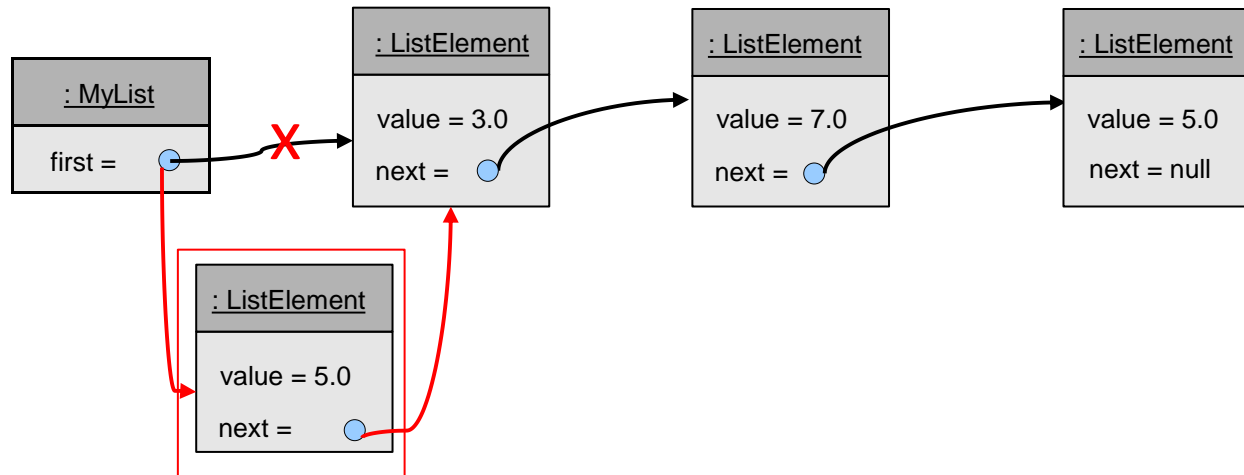 : MyList
first =
: ListElement
value = 3.0
next =
: ListElement
value = 7.0
next =
: ListElement
value = 5.0
next = null
: ListElement
value = 5.0
next =